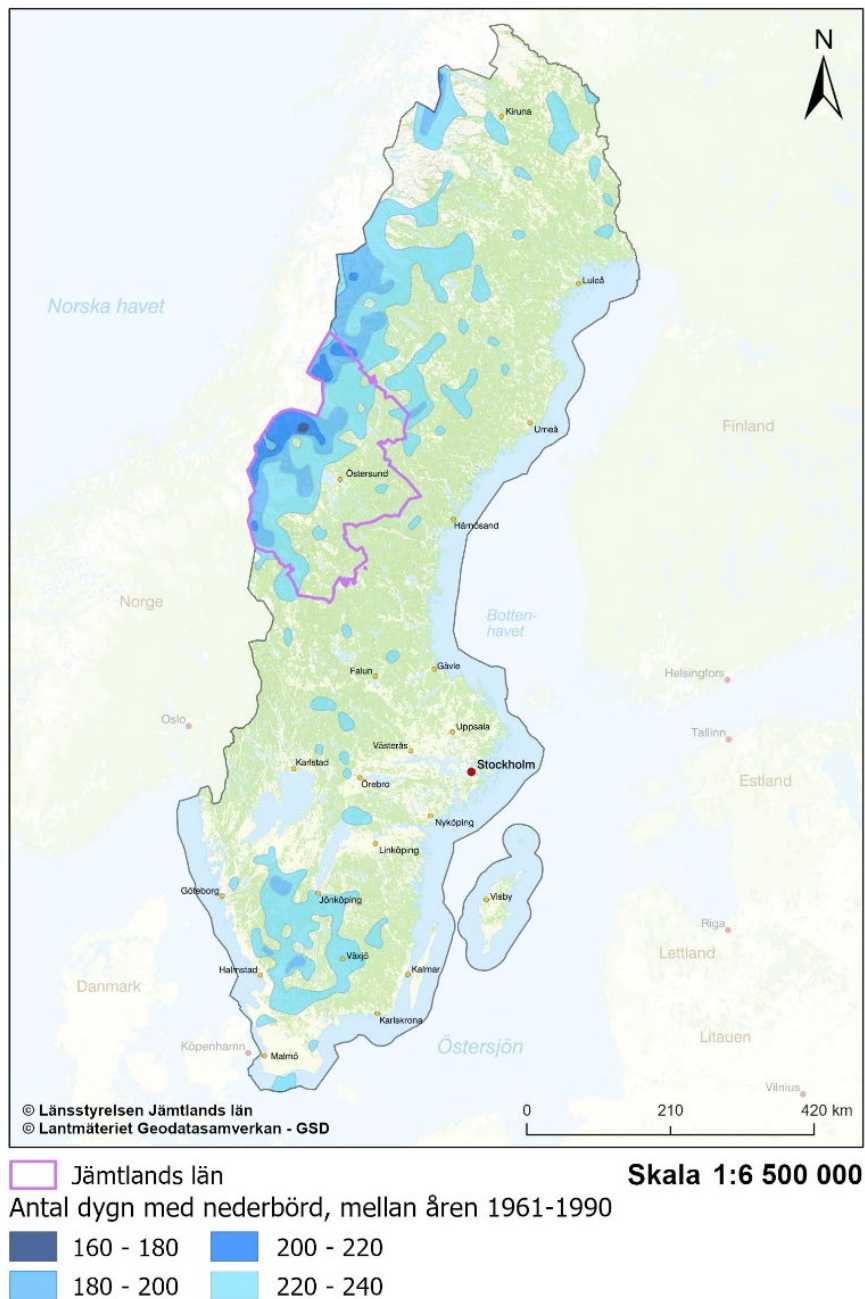 N
Kiruna
Luleå
Norska havet
Umeå
Finland
Östersund
Härnösand
Norge
Botten-
havet
Falun
Gävle
Helsingfors
Oslo
Uppsala
Tallinn
Västerås
Karlstad
Stockholm
Örebro
Estland
Nyköping
Linköping
Göteborg
Jönköping
Visby
Riga
Lettland
Växjö
Halmstad
Kalmar
Danmark
Karlskrona
Litauen
Köpenhamn
Malmö
Östersjön
Vilnius
© Länsstyrelsen Jämtlands län
© Lantmäteriet Geodatasamverkan - GSD
0 210 420 km
Jämtlands län
Skala 1:6 500 000
Antal dygn med nederbörd, mellan åren 1961-1990
160 - 180 200 - 220
180 - 200 220 - 240